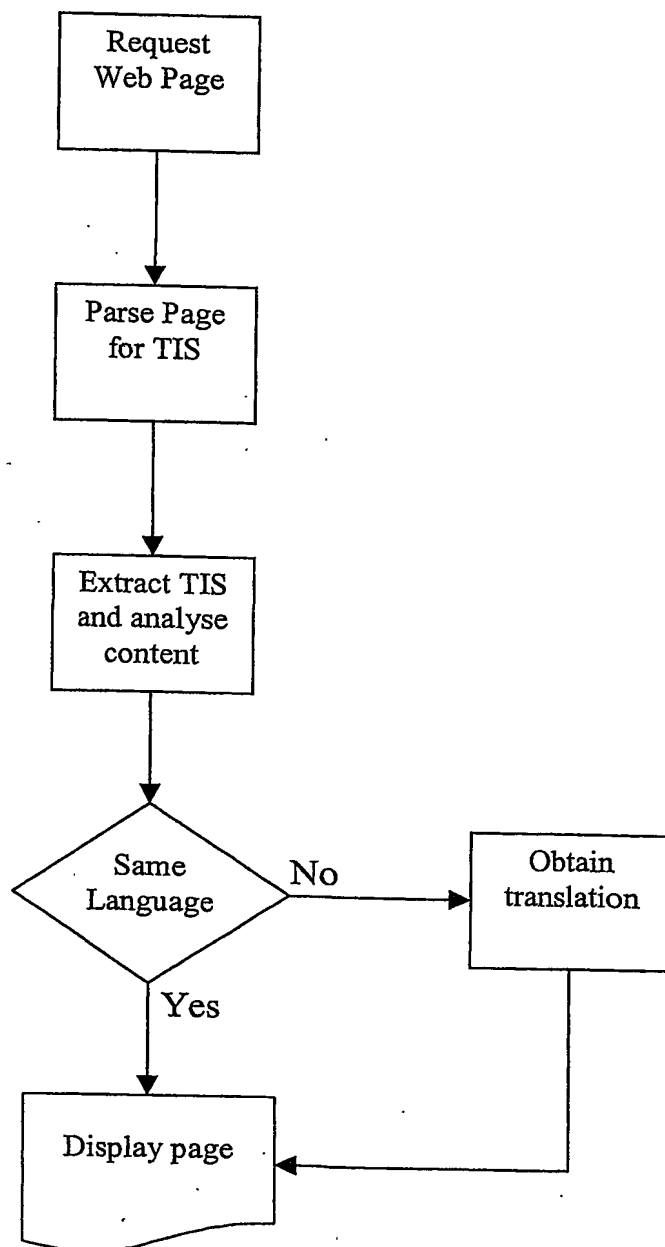 Request
Web Page
Parse Page
for TIS
Extract TIS
and analyse
content
Same
Language
No
Obtain
translation
Yes
Display page